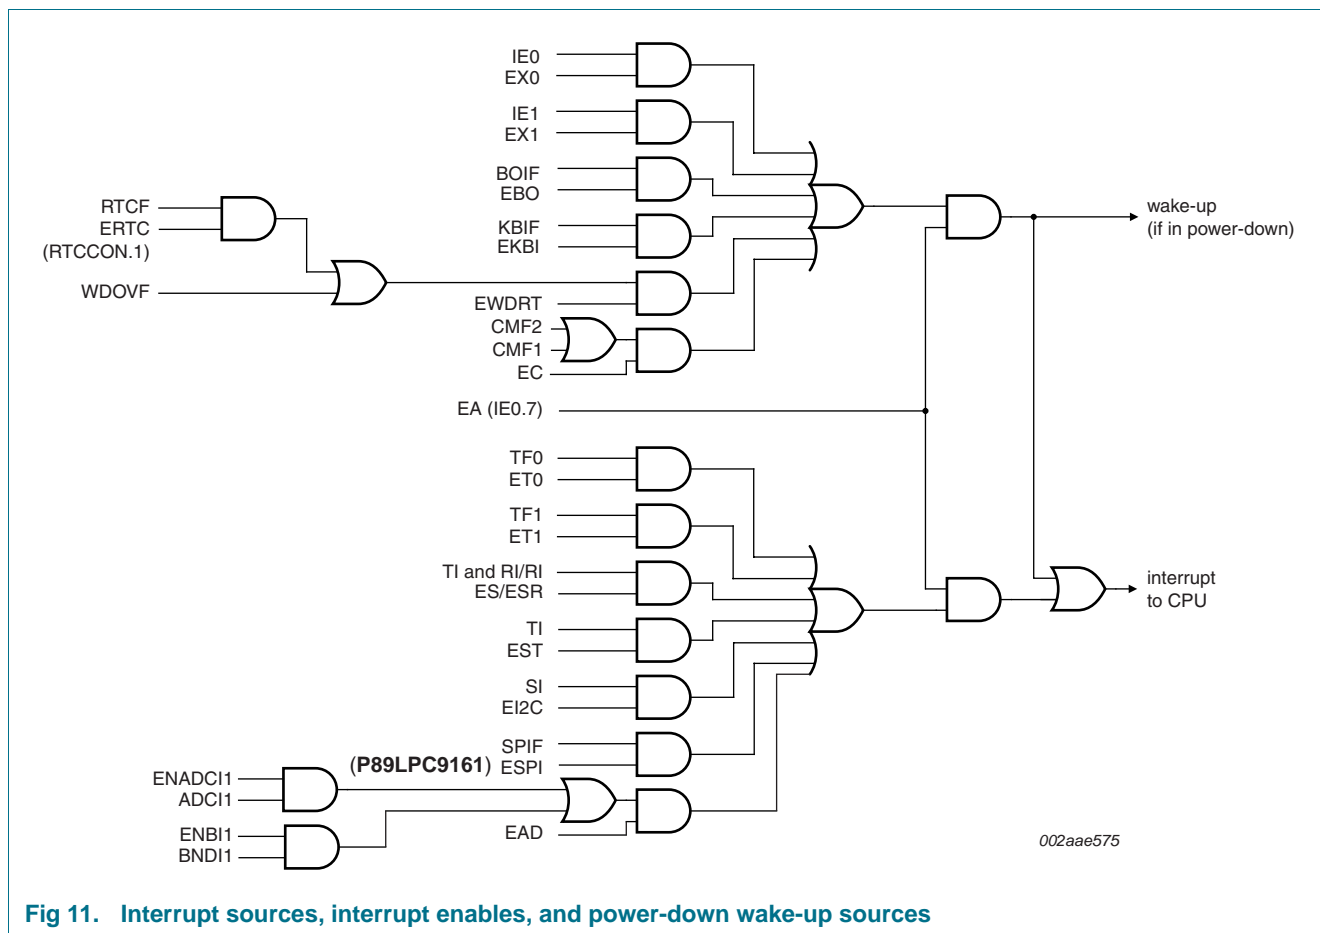 IE0
EX0
IE1
EX1
BOIF
EBO
RTCF
ERTC
(RTCCON.1)
WDOVF
KBIF
EKBI
EWDRT
CMF2
CMF1
EC
wake-up
(if in power-down)
EA (IE0.7)
TF0
ET0
TF1
ET1
TI and RI/RI
ES/ESR
TI
EST
interrupt
to CPU
SI
EI2C
SPIF
(P89LPC9161) ESPI
ENADCI1
ADCI1
ENBI1
BNDI1
EAD
002aae575
Fig 11. Interrupt sources, interrupt enables, and power-down wake-up sources